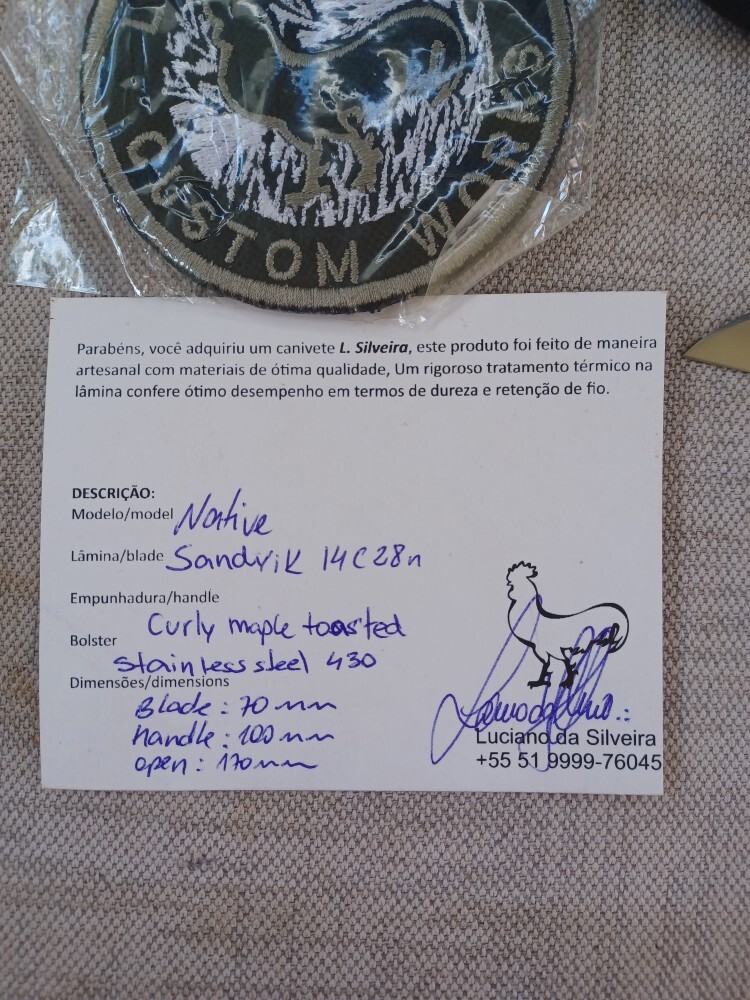 CUSTOM
Parabéns, você adquiriu um canivete L. Silveira, este produto foi feito de maneira
artesanal com materiais de ótima qualidade, Um rigoroso tratamento térmico na
lâmina confere ótimo desempenho em termos de dureza e retenção de fio.
DESCRIÇÃO:
Modelo/model Native
Lâmina/blade Sandvik 14C28n
Empunhadura/handle
Curly maple toasted
Bolster
Stainless steel 430
Dimensões/dimensions
Blade: 70 mm
handle: 100 mm
open: 170 mm
Luciano da Silveira
+55 51 9999-76045